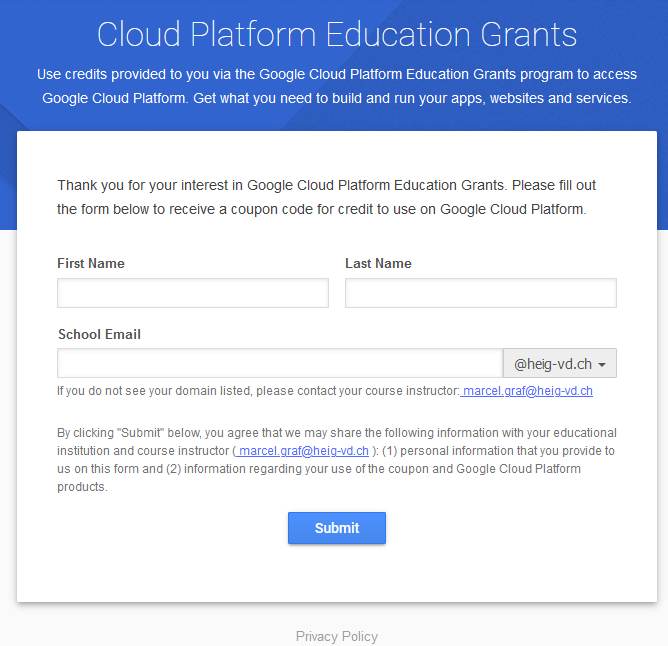 Cloud Platform Education Grants
Use credits provided to you via the Google Cloud Platform Education Grants program to access
Google Cloud Platform. Get what you need to build and run your apps, websites and services.
Thank you for your interest in Google Cloud Platform Education Grants. Please fill out
the form below to receive a coupon code for credit to use on Google Cloud Platform.
First Name Last Name
School Email
@heig-vd.ch
If you do not see your domain listed, please contact your course instructor: marcel.graf@heig-vd.ch
By clicking "Submit" below, you agree that we may share the following information with your educational
institution and course instructor ( marcel.graf@heig-vd.ch ): (1) personal information that you provide to
us on this form and (2) information regarding your use of the coupon and Google Cloud Platform
products.
Submit
Privacy Policy